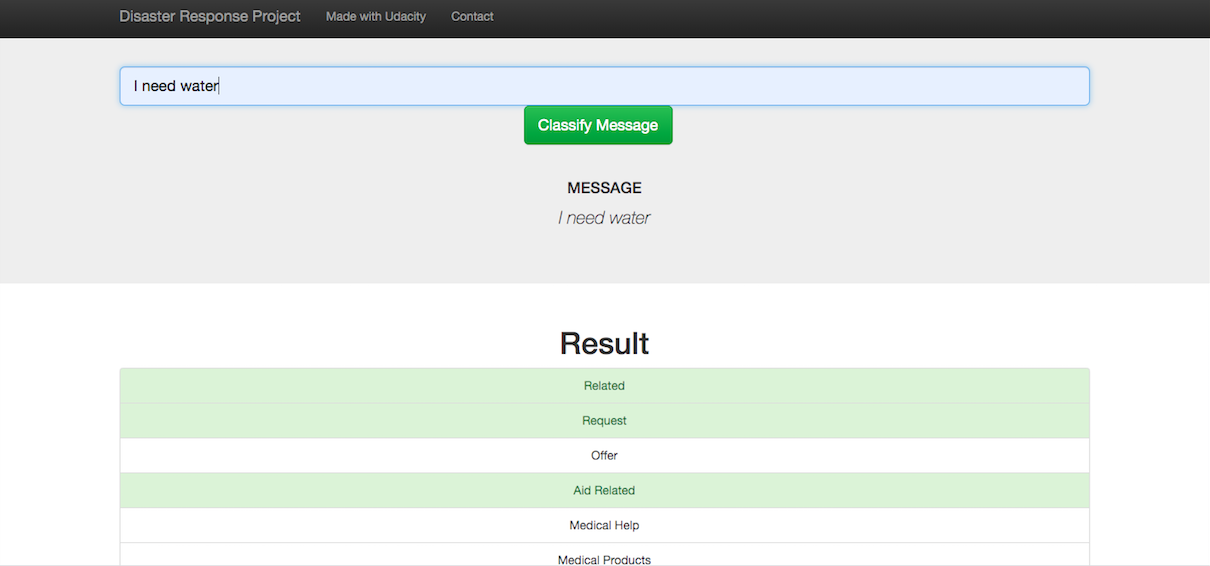 Disaster Response Project Made with Udacity Contact
I need water
Classify Message
MESSAGE
I need water
Result
Related
Request
Offer
Aid Related
Medical Help
Medical Products